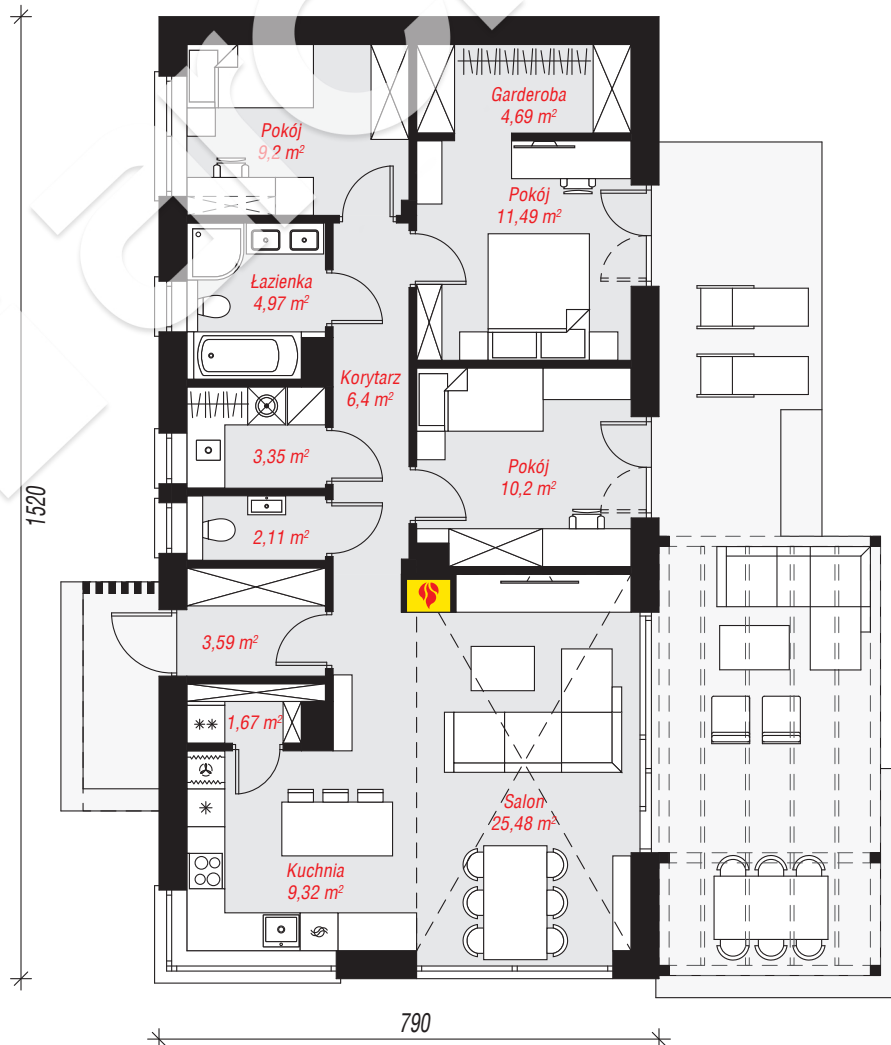 Garderoba
4,69 m²
Pokój
9,2 m²
Pokój
11,49 m²
Łazienka
4,97 m²
Korytarz
6,4 m²
3,35 m²
Pokój
10,2 m²
2,11 m²
1520
3,59 m²
1,67 m²
Salon
25,48 m²
Kuchnia
9,32 m²
790